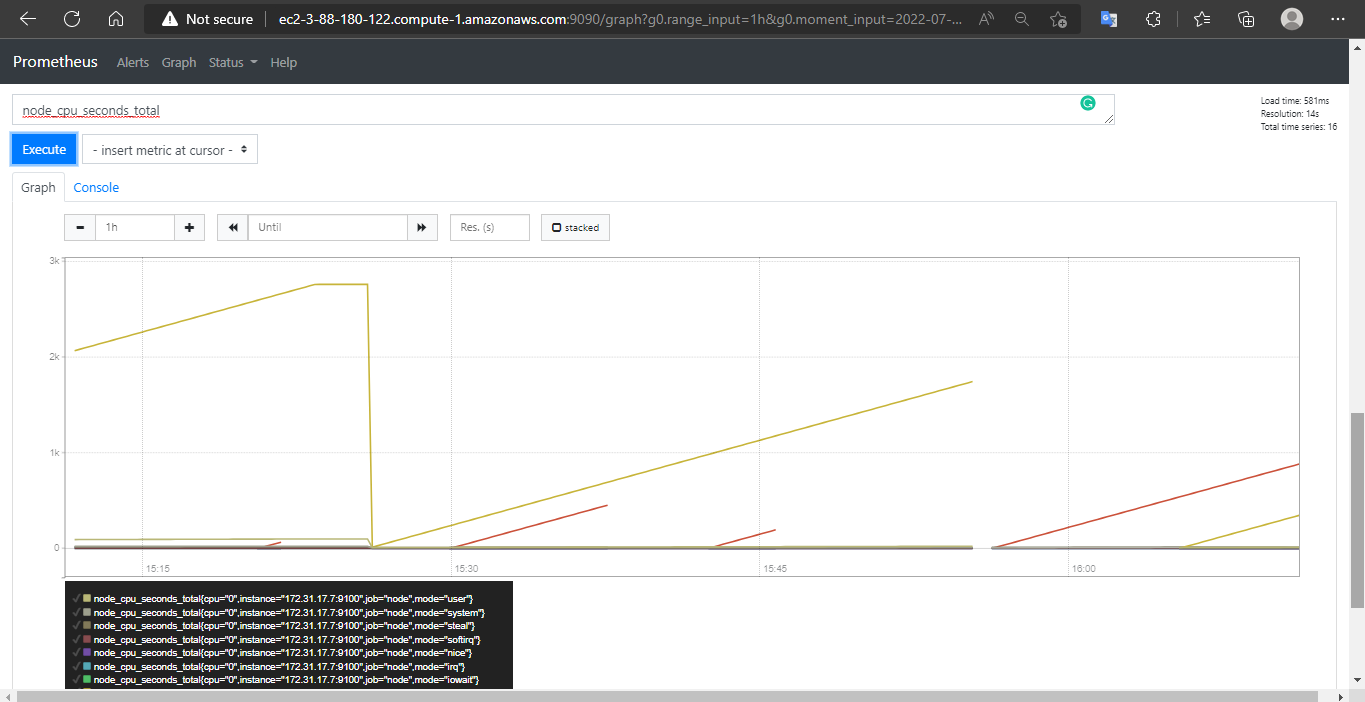 Not secure ec2-3-88-180-122.compute-1.amazonaws.com:9090/graph?g0.range_input=1h&g0.moment_input=2022-07-...
Prometheus Alerts Graph Status Help
node_cpu_seconds_total
Load time: 581ms
Resolution: 14s
Total time series: 16
Execute - insert metric at cursor -
Graph Console
1h Until Res. (s) stacked
3k
2k
1k
0
15:15 15:30 15:45 16:00
node_cpu_seconds_total{cpu="0",instance="172.31.17.7:9100",job="node",mode="user"}
node_cpu_seconds_total{cpu="0",instance="172.31.17.7:9100",job="node",mode="system"}
node_cpu_seconds_total{cpu="0",instance="172.31.17.7:9100",job="node",mode="steal"}
node_cpu_seconds_total{cpu="0",instance="172.31.17.7:9100",job="node",mode="softirq"}
node_cpu_seconds_total{cpu="0",instance="172.31.17.7:9100",job="node",mode="nice"}
node_cpu_seconds_total{cpu="0",instance="172.31.17.7:9100",job="node",mode="irq"}
node_cpu_seconds_total{cpu="0",instance="172.31.17.7:9100",job="node",mode="iowait"}